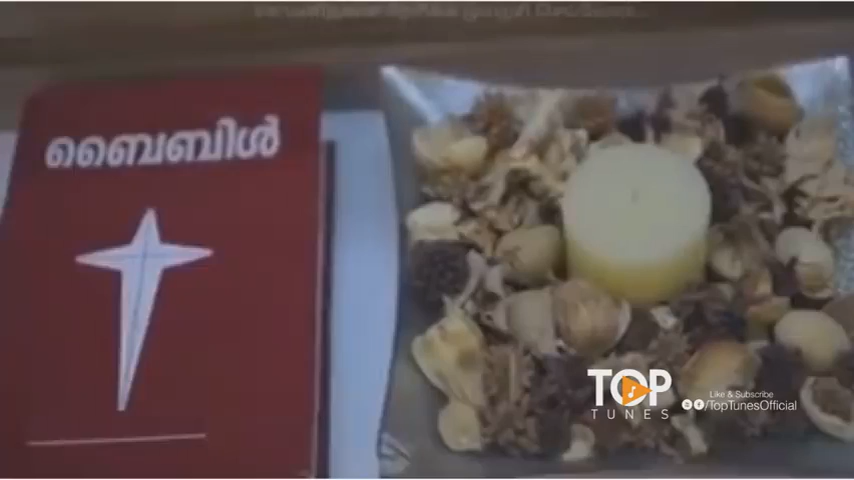 ബൈബിൾ
TOP
TUNES
Like & Subscribe
/TopTunesOfficial